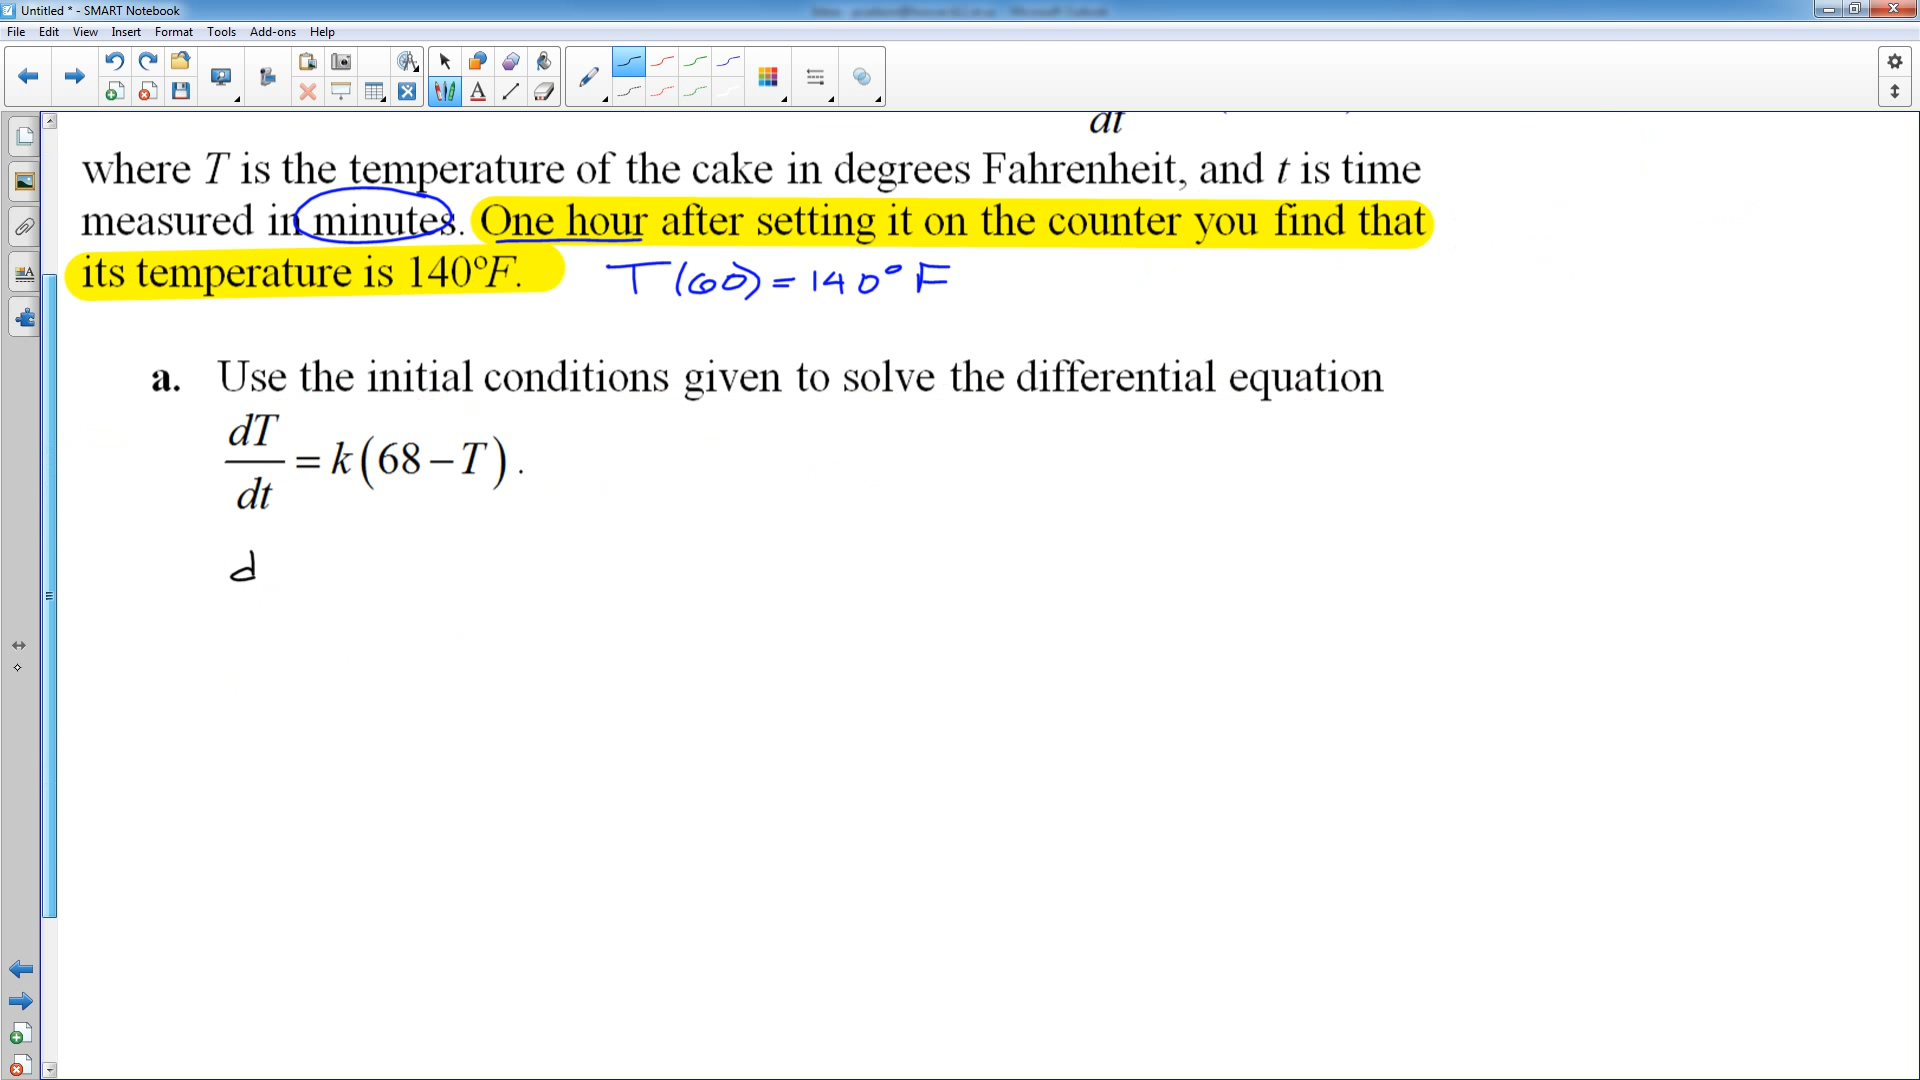 Untitled * - SMART Notebook
File Edit View Insert Format Tools Add-ons Help
dt
where T is the temperature of the cake in degrees Fahrenheit, and t is time
measured in minutes. One hour after setting it on the counter you find that
its temperature is 140°F. T(60) = 140° F
a. Use the initial conditions given to solve the differential equation
dT/dt = k(68 – T).
d